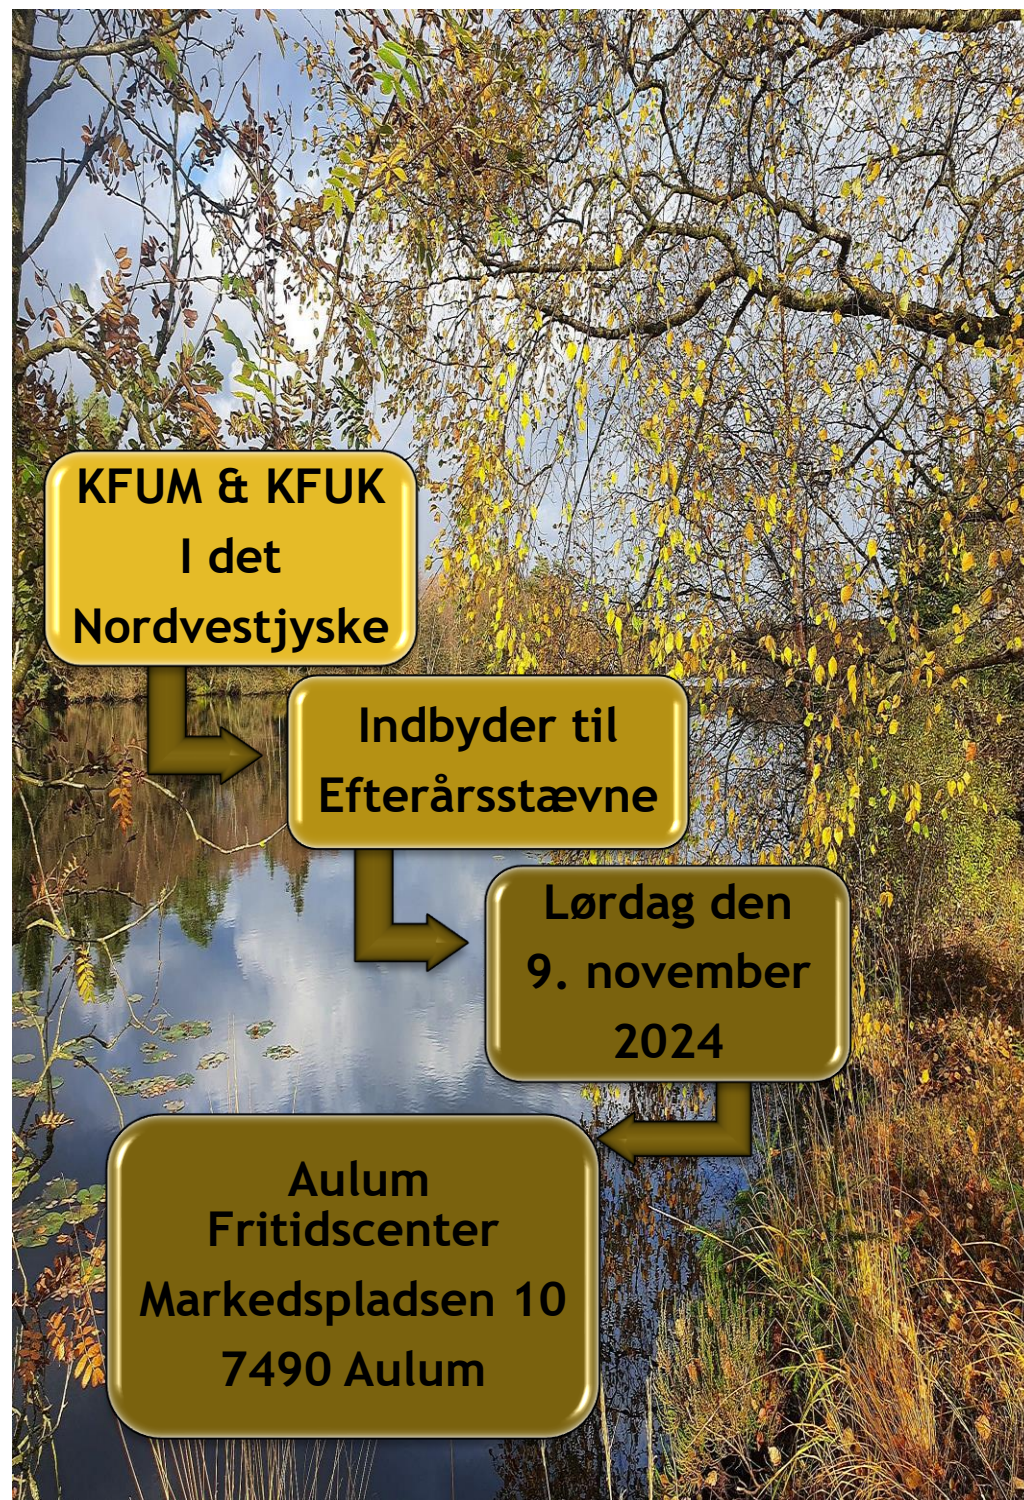 KFUM & KFUK
I det
Nordvestjyske
Indbyder til
Efterårsstævne
Lørdag den
9. november
2024
Aulum
Fritidscenter
Markedspladsen 10
7490 Aulum